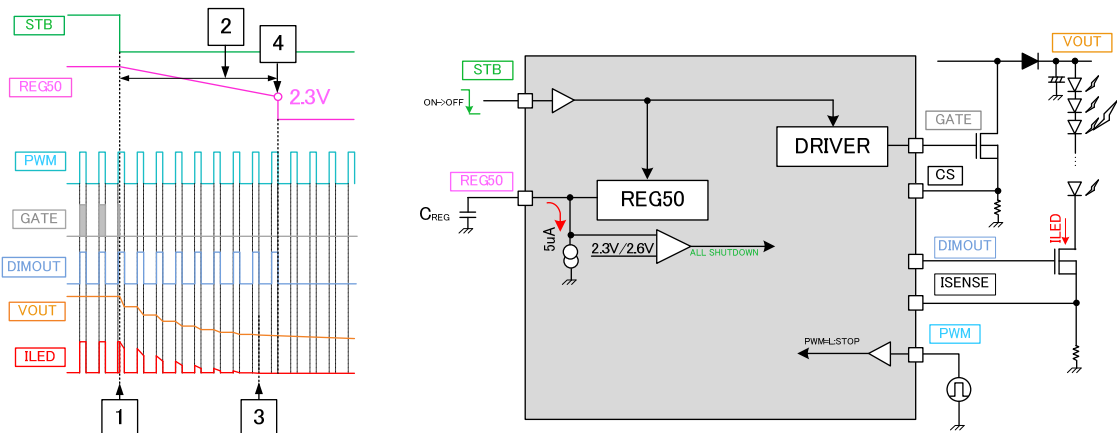 STB
2
4
REG50
2.3V
PWM
GATE
DIMOUT
VOUT
ILED
1
3
STB
ON->OFF
REG50
CREG
5uA
REG50
2.3V/2.6V
ALL SHUTDOWN
DRIVER
PWM=L:STOP
VOUT
GATE
CS
DIMOUT
ILED
ISENSE
PWM